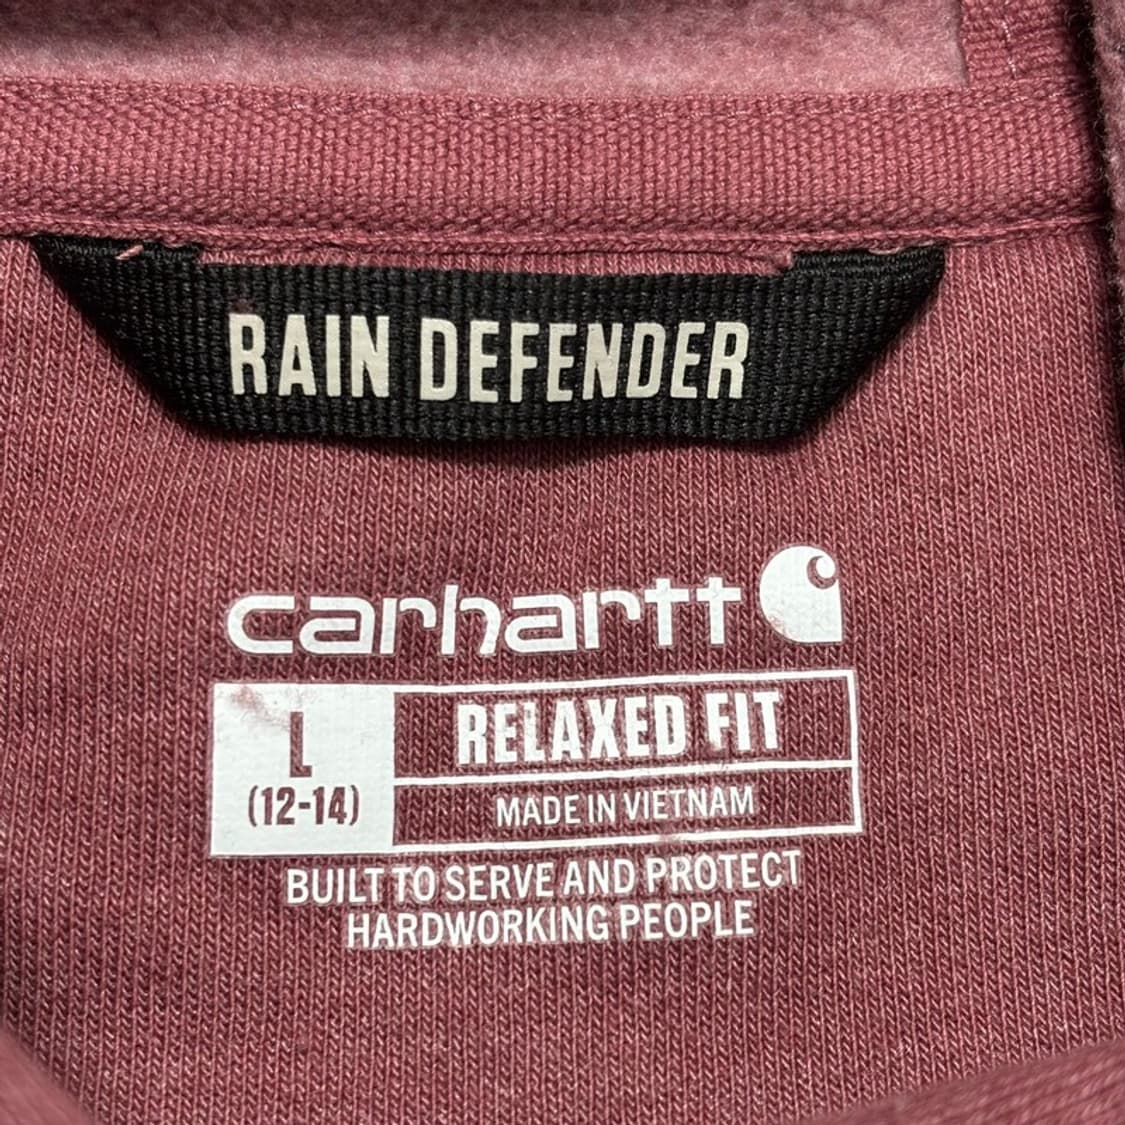 RAIN DEFENDER
carhartt
L
(12-14)
RELAXED FIT
MADE IN VIETNAM
BUILT TO SERVE AND PROTECT
HARDWORKING PEOPLE